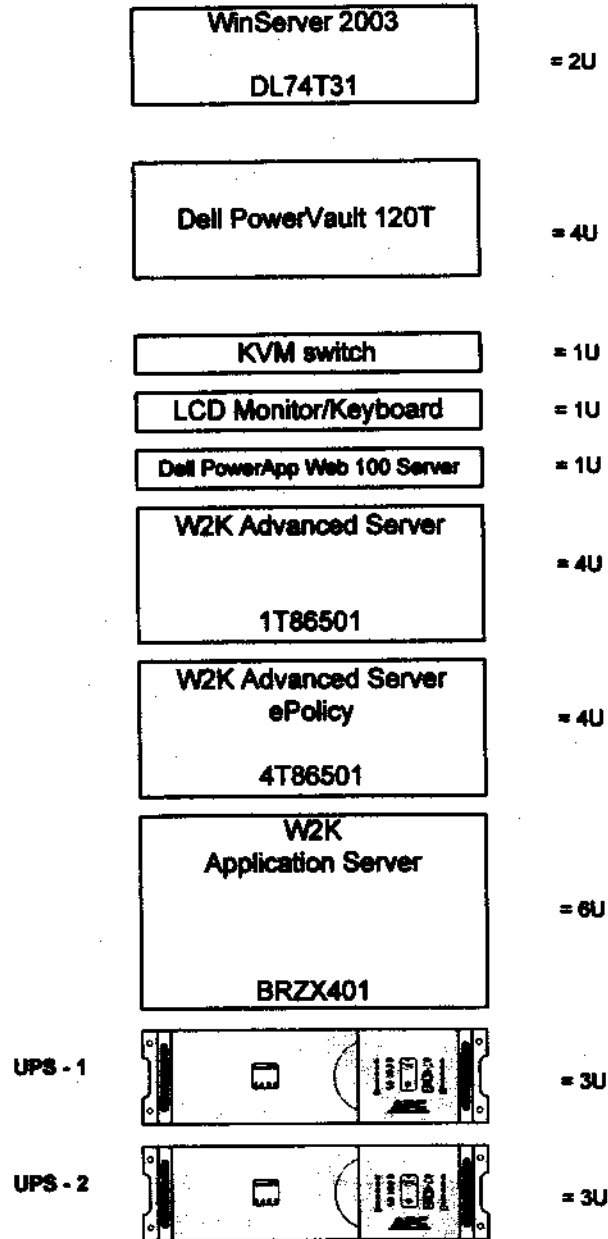 WinServer 2003
DL74T31
= 2U
Dell PowerVault 120T
= 4U
KVM switch
= 1U
LCD Monitor/Keyboard
= 1U
Dell PowerApp Web 100 Server
= 1U
W2K Advanced Server
1T86501
= 4U
W2K Advanced Server
ePolicy
4T86501
= 4U
W2K
Application Server
BRZX401
= 6U
UPS - 1
= 3U
UPS - 2
= 3U